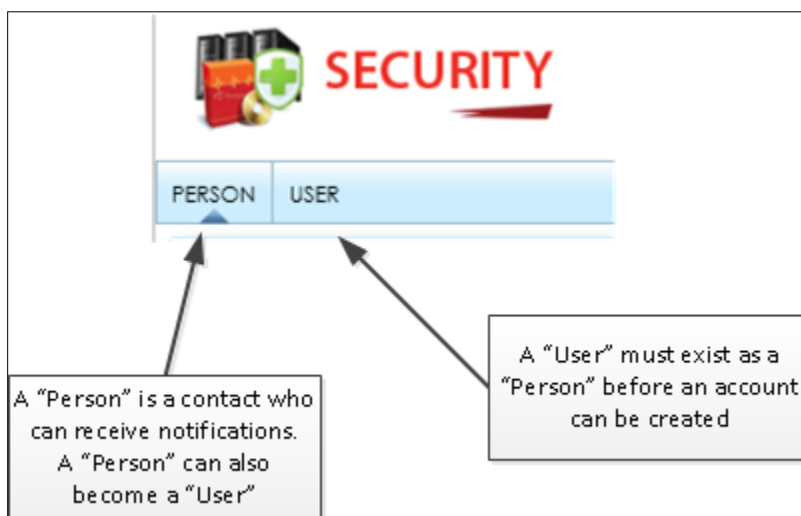 SECURITY
PERSON
USER
A “Person” is a contact who
can receive notifications.
A “Person” can also
become a “User”
A “User” must exist as a
“Person” before an account
can be created